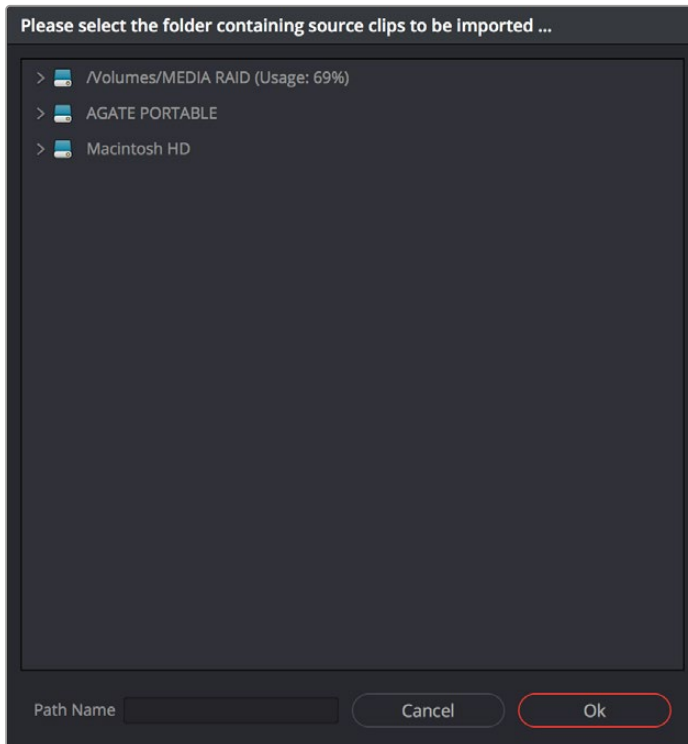 Please select the folder containing source clips to be imported ...
/Volumes/MEDIA RAID (Usage: 69%)
AGATE PORTABLE
Macintosh HD
Path Name Cancel Ok